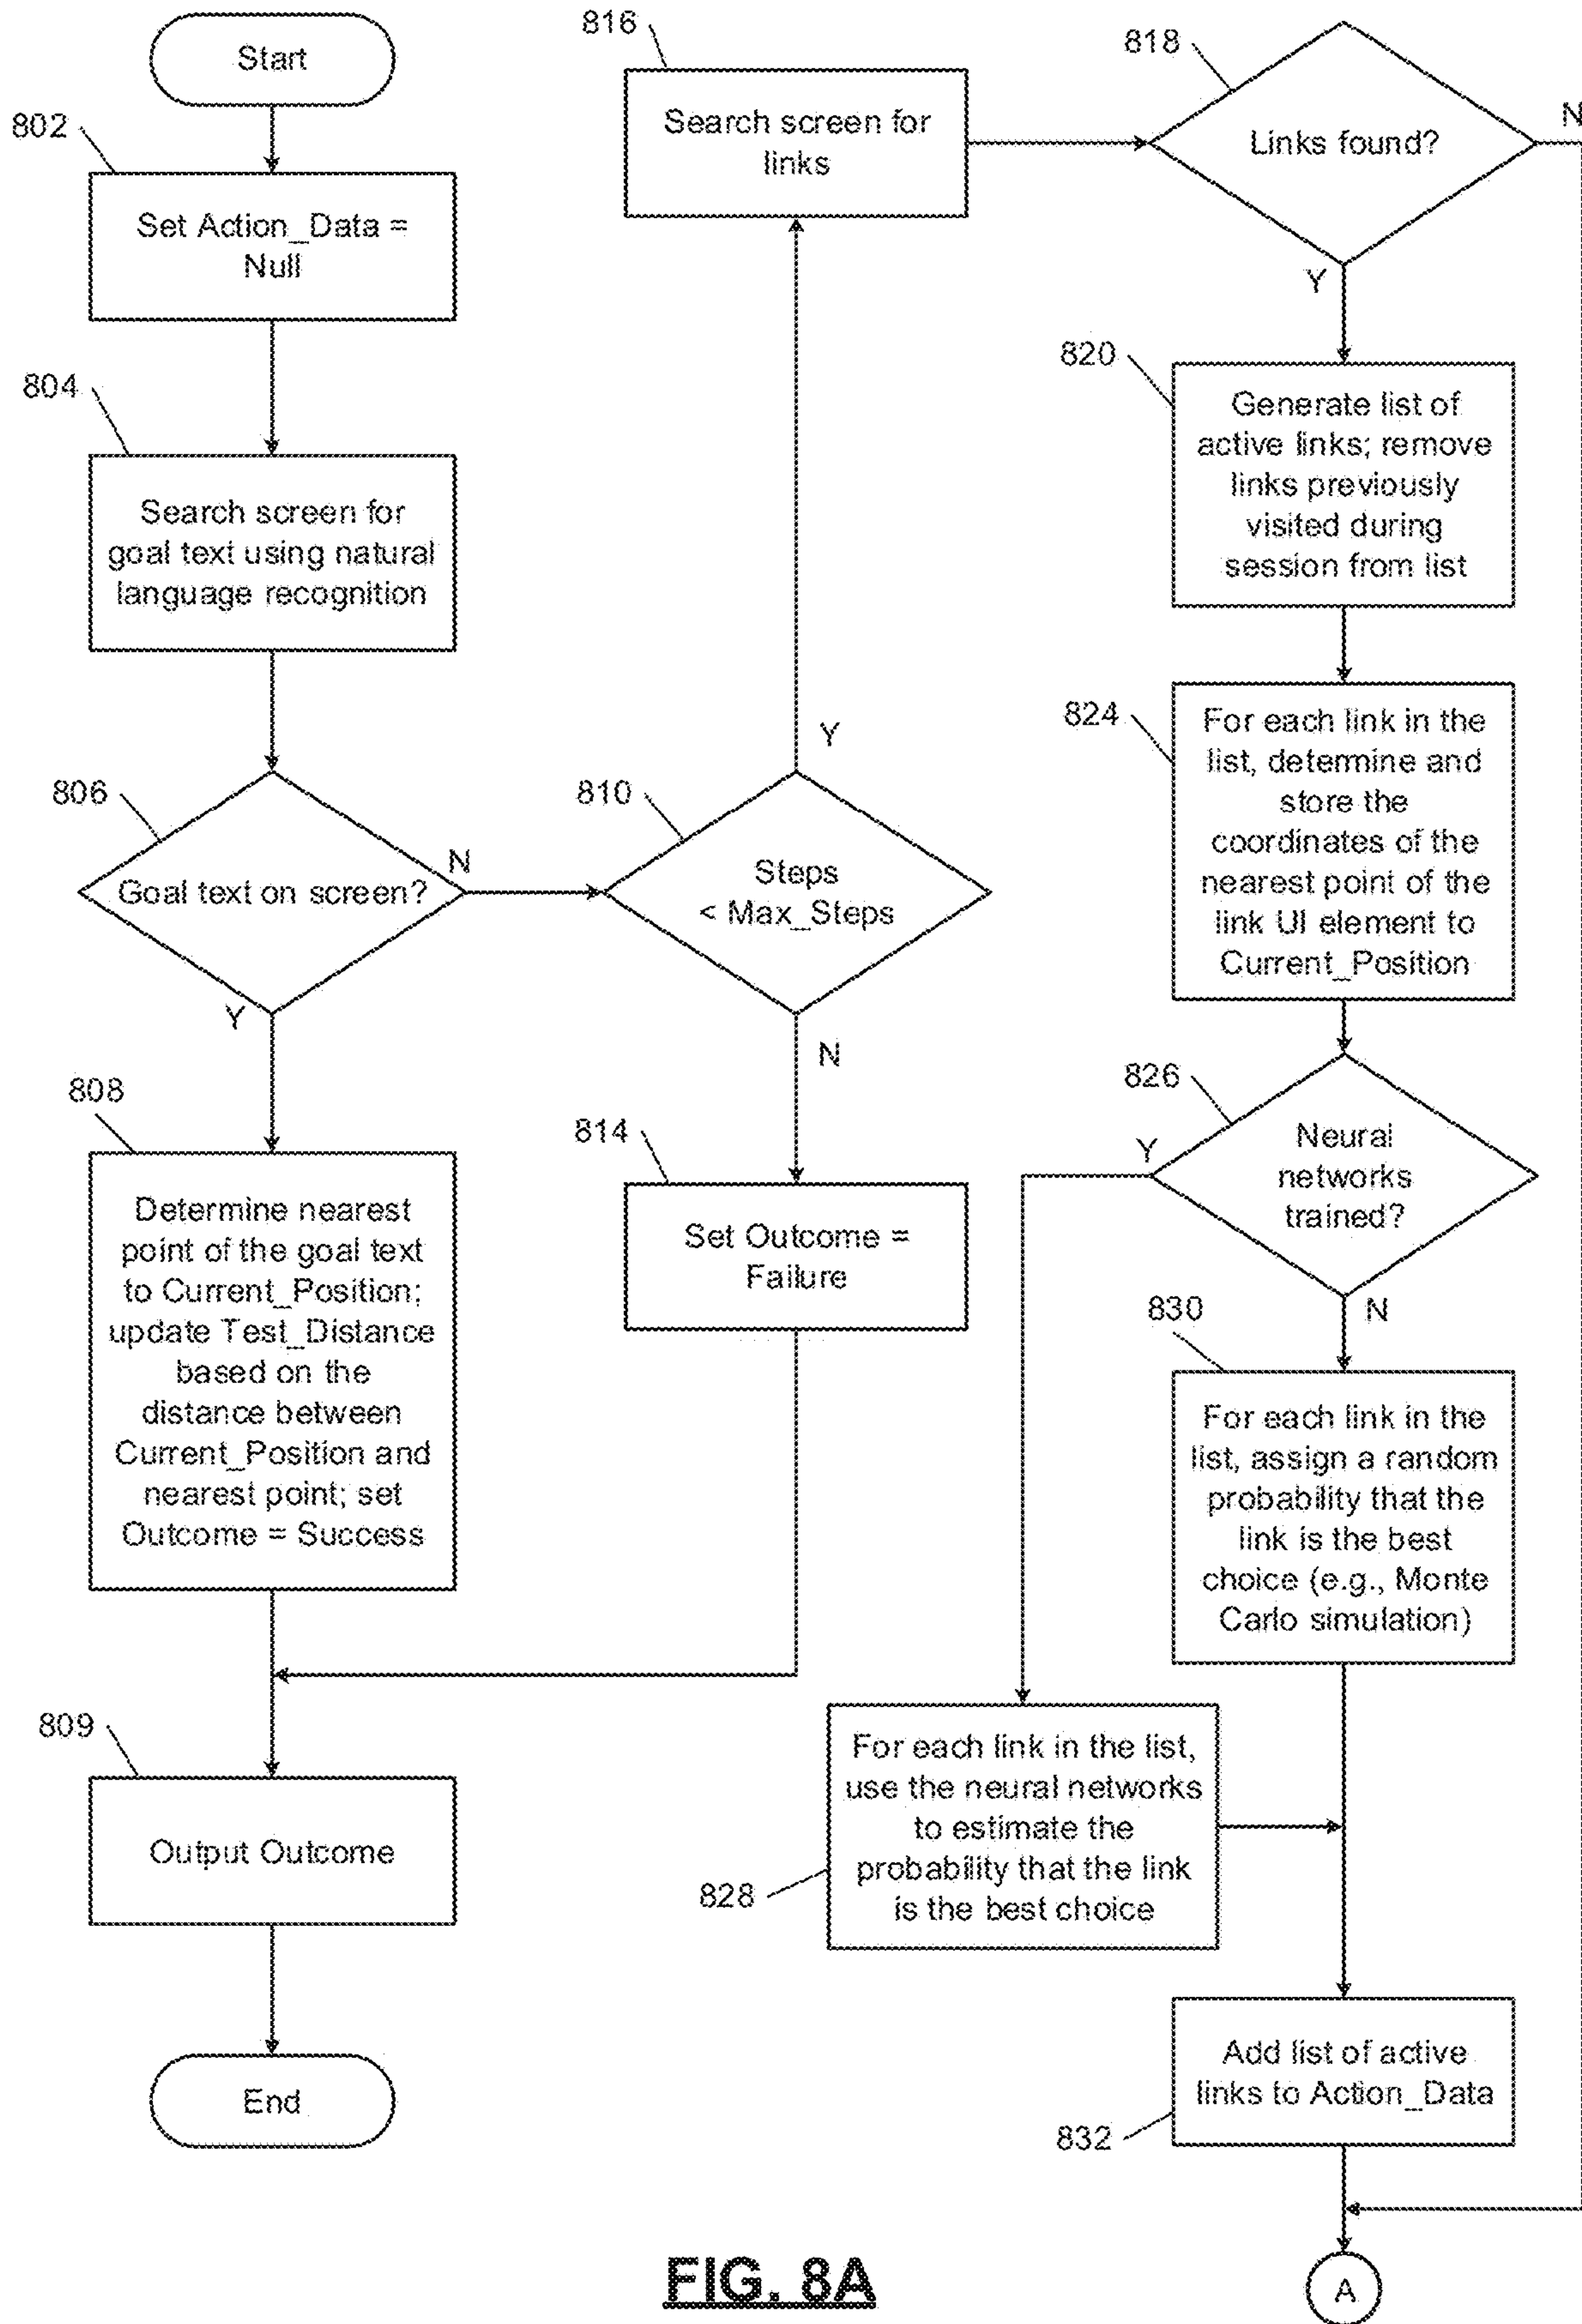 Start
802
Set Action_Data =
Null
804
Search screen for
goal text using natural
language recognition
806
Goal text on screen?
N
Y
808
Determine nearest
point of the goal text
to Current_Position;
update Test_Distance
based on the
distance between
Current_Position and
nearest point; set
Outcome = Success
809
Output Outcome
End
810
Steps
< Max_Steps
Y
N
814
Set Outcome =
Failure
816
Search screen for
links
818
Links found?
N
Y
820
Generate list of
active links; remove
links previously
visited during
session from list
824
For each link in the
list, determine and
store the
coordinates of the
nearest point of the
link UI element to
Current_Position
826
Neural
networks
trained?
Y
N
830
For each link in the
list, assign a random
probability that the
link is the best
choice (e.g., Monte
Carlo simulation)
828
For each link in the list,
use the neural networks
to estimate the
probability that the link
is the best choice
832
Add list of active
links to Action_Data
A
FIG. 8A